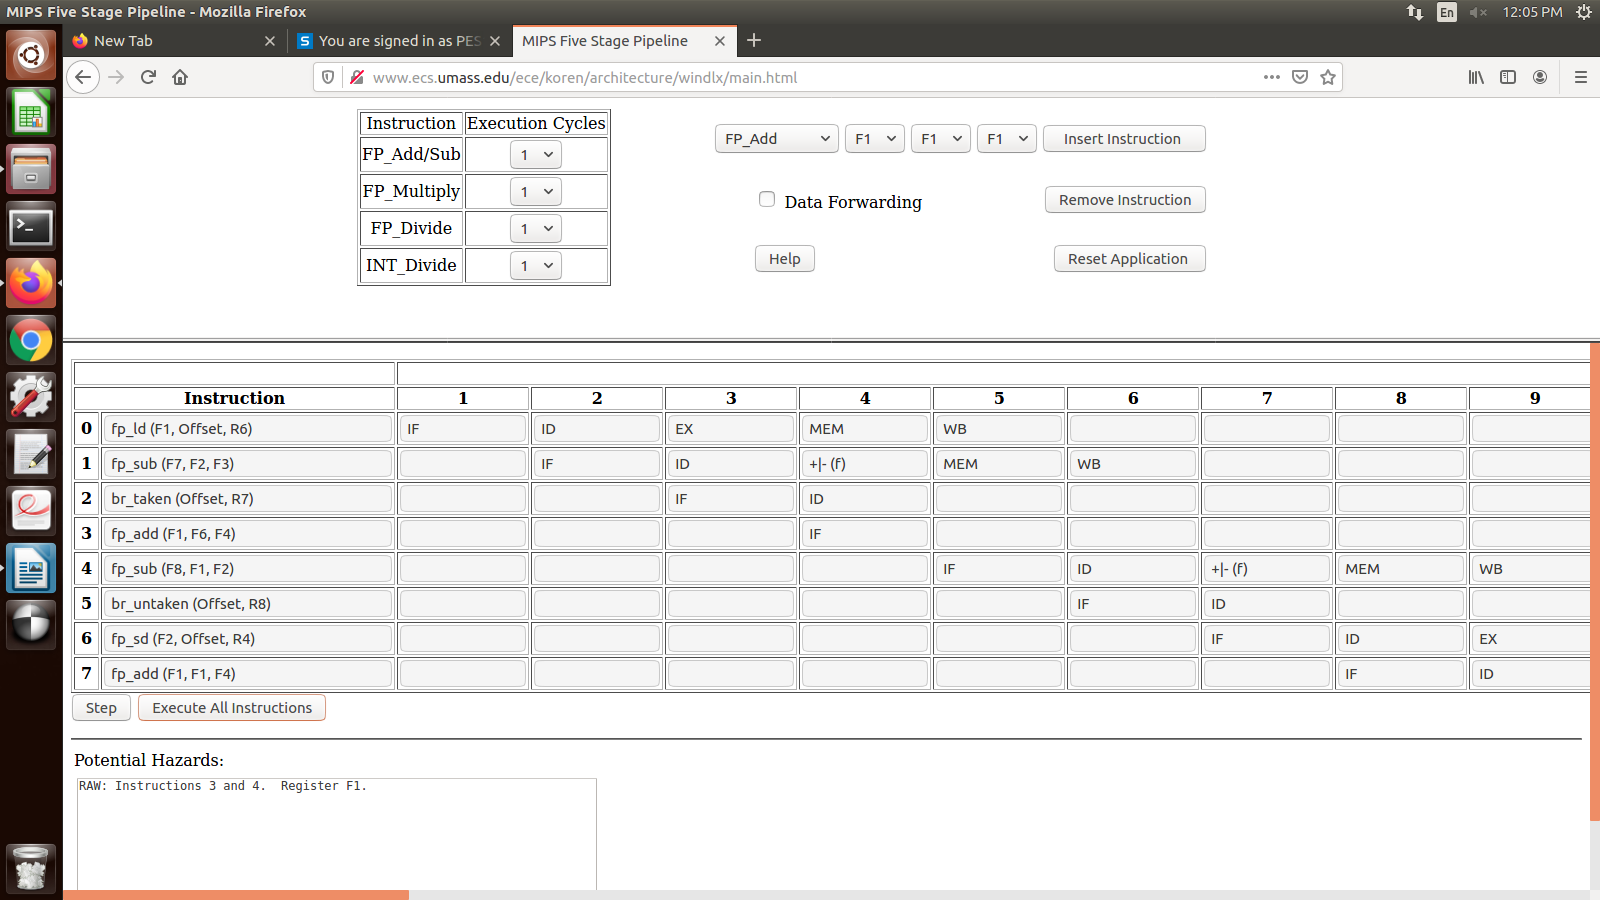 MIPS Five Stage Pipeline - Mozilla Firefox
En
12:05 PM
New Tab
S
You are signed in as PES
MIPS Five Stage Pipeline
www.ecs.umass.edu/ece/koren/architecture/windlx/main.html
Instruction Execution Cycles
FP_Add/Sub 1
FP_Multiply 1
FP_Divide 1
INT_Divide 1
FP_Add F1 F1 F1 Insert Instruction
Data Forwarding Remove Instruction
Help Reset Application
Instruction 1 2 3 4 5 6 7 8 9
0 fp_ld (F1, Offset, R6) IF ID EX MEM WB
1 fp_sub (F7, F2, F3) IF ID +|- (f) MEM WB
2 br_taken (Offset, R7) IF ID
3 fp_add (F1, F6, F4) IF
4 fp_sub (F8, F1, F2) IF ID +|- (f) MEM WB
5 br_untaken (Offset, R8) IF ID
6 fp_sd (F2, Offset, R4) IF ID EX
7 fp_add (F1, F1, F4) IF ID
Step Execute All Instructions
Potential Hazards:
RAW: Instructions 3 and 4. Register F1.